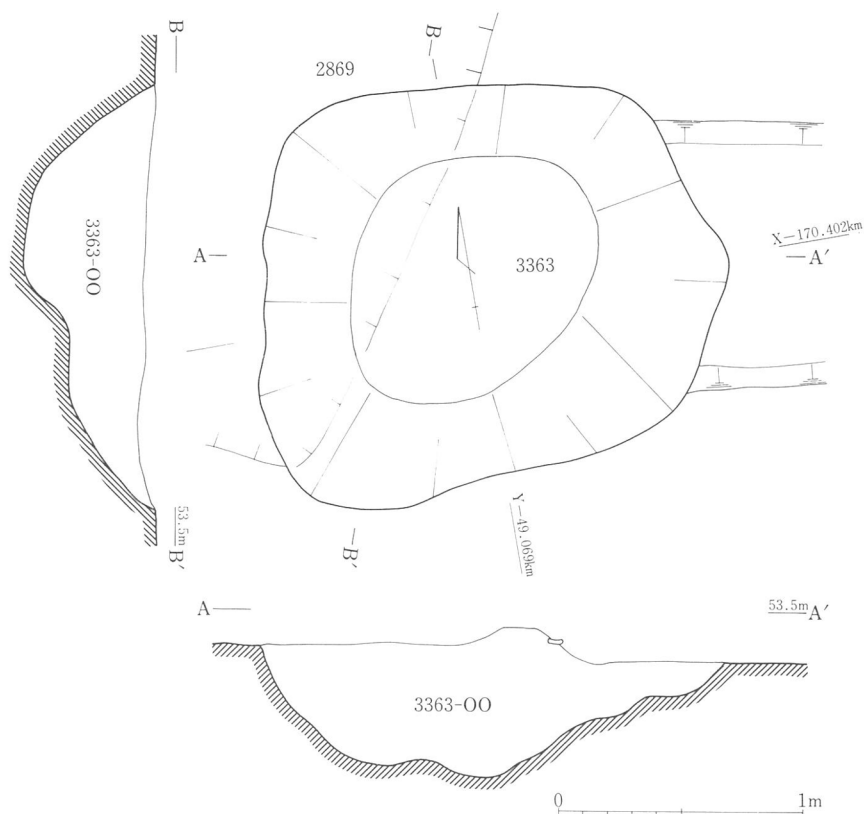 B
B
2869
3363-OO
A
3363
X-170.402km
A′
Y-49.069km
53.5m
B′
B′
A
53.5m A′
3363-OO
0
1m